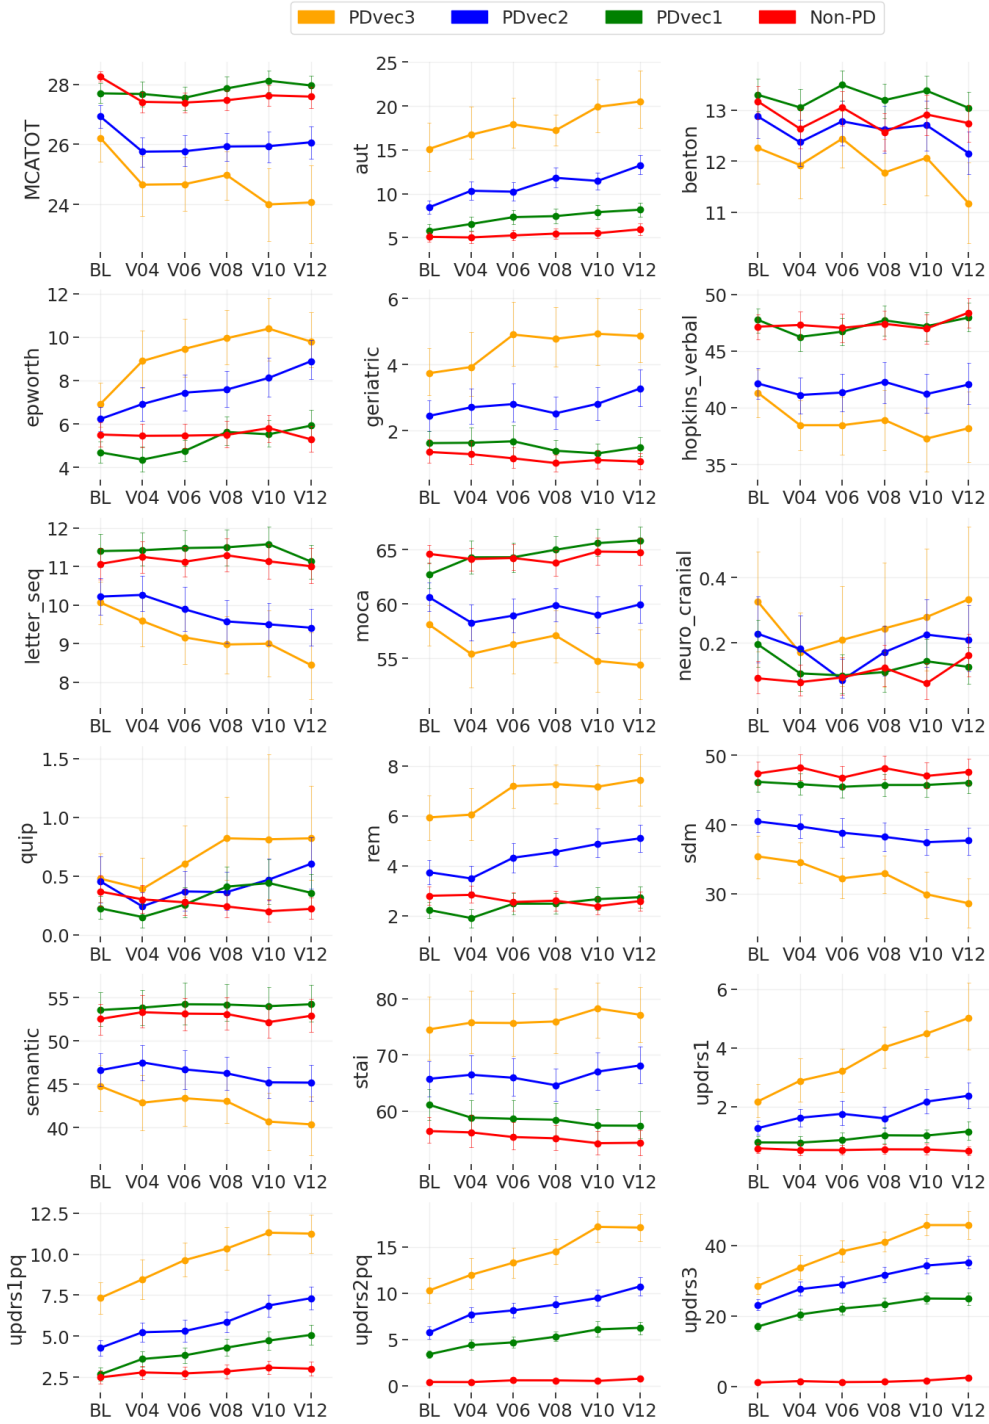 PDvec3 PDvec2 PDvec1 Non-PD
MCATOT
28
26
24
BL V04 V06 V08 V10 V12
aut
25
20
15
10
5
BL V04 V06 V08 V10 V12
benton
13
12
11
BL V04 V06 V08 V10 V12
epworth
12
10
8
6
4
BL V04 V06 V08 V10 V12
geriatric
6
4
2
BL V04 V06 V08 V10 V12
hopkins_verbal
50
45
40
35
BL V04 V06 V08 V10 V12
letter_seq
12
11
10
9
8
BL V04 V06 V08 V10 V12
moca
65
60
55
BL V04 V06 V08 V10 V12
neuro_cranial
0.4
0.2
BL V04 V06 V08 V10 V12
quip
1.5
1.0
0.5
0.0
BL V04 V06 V08 V10 V12
rem
8
6
4
2
BL V04 V06 V08 V10 V12
sdm
50
40
30
BL V04 V06 V08 V10 V12
semantic
55
50
45
40
BL V04 V06 V08 V10 V12
stai
80
70
60
BL V04 V06 V08 V10 V12
updrs1
6
4
2
BL V04 V06 V08 V10 V12
updrs1pq
12.5
10.0
7.5
5.0
2.5
BL V04 V06 V08 V10 V12
updrs2pq
15
10
5
0
BL V04 V06 V08 V10 V12
updrs3
40
20
0
BL V04 V06 V08 V10 V12